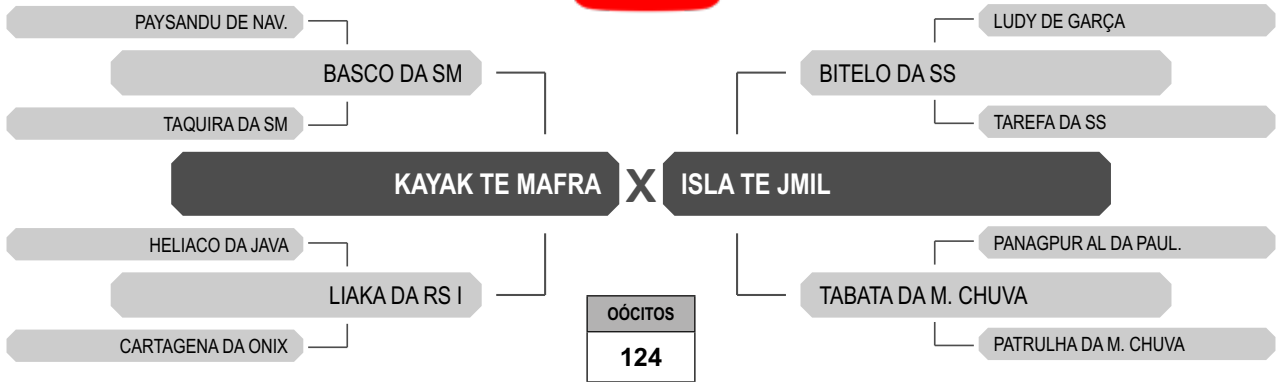 PAYSANDU DE NAV.
LUDY DE GARÇA
BASCO DA SM
BITELO DA SS
TAQUIRA DA SM
TAREFA DA SS
KAYAK TE MAFRA X ISLA TE JMIL
HELIACO DA JAVA
PANAGPUR AL DA PAUL.
LIAKA DA RS I
TABATA DA M. CHUVA
OÓCITOS
CARTAGENA DA ONIX
PATRULHA DA M. CHUVA
124